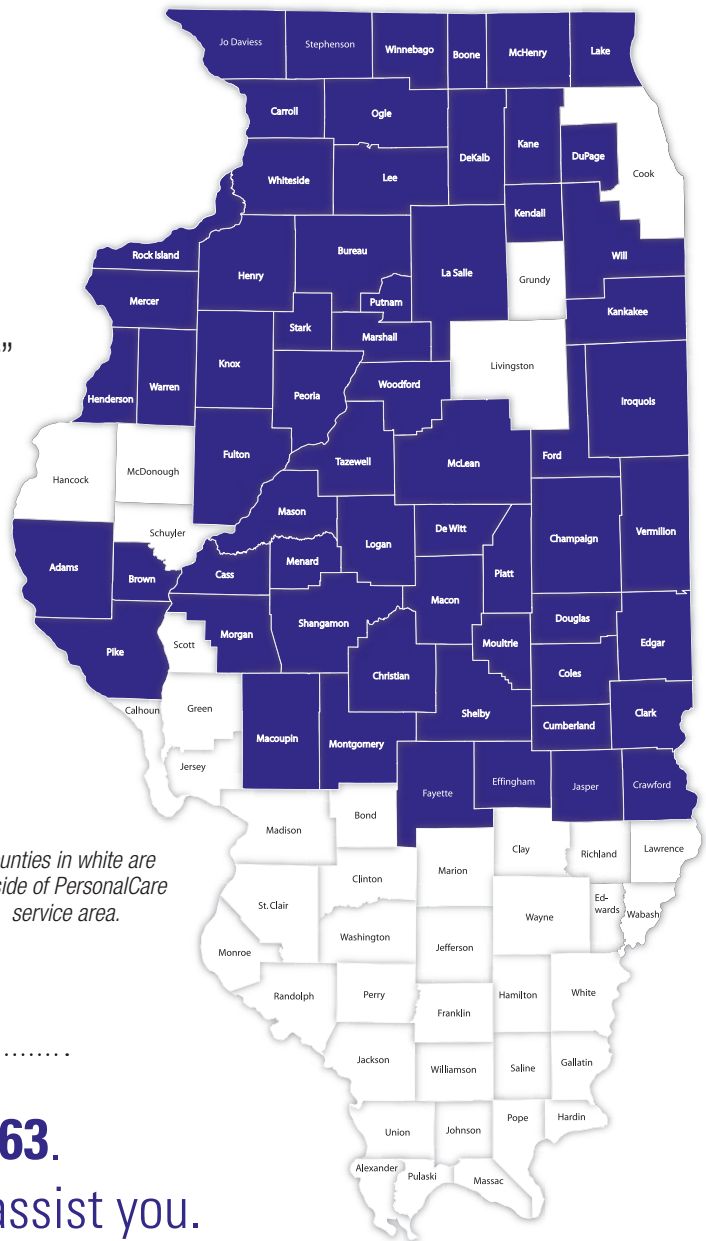 Jo Daviess
Stephenson
Winnebago
Boone
McHenry
Lake
Carroll
Ogle
DeKalb
Kane
DuPage
Cook
Whiteside
Lee
Kendall
Will
Rock Island
Henry
Bureau
La Salle
Grundy
Mercer
Putnam
Kankakee
Stark
Marshall
”
Knox
Livingston
Henderson
Warren
Peoria
Woodford
Iroquois
Fulton
Tazewell
McLean
Ford
Hancock
McDonough
Mason
Schuyler
Logan
De Witt
Champaign
Vermilion
Adams
Brown
Cass
Menard
Platt
Macon
Scott
Morgan
Shangamon
Moultrie
Douglas
Edgar
Pike
Christian
Coles
Calhoun
Green
Macoupin
Montgomery
Shelby
Cumberland
Clark
Jersey
Fayette
Effingham
Jasper
Crawford
Madison
Bond
Clay
Richland
Lawrence
unties in white are
side of PersonalCare
service area.
Clinton
Marion
St. Clair
Wayne
Ed-
wards
Wabash
Washington
Jefferson
Monroe
Randolph
Perry
Hamilton
White
Franklin
Jackson
Williamson
Saline
Gallatin
........ .
Union
Johnson
Pope
Hardin
63.
Alexander
Pulaski
Massac
assist you.